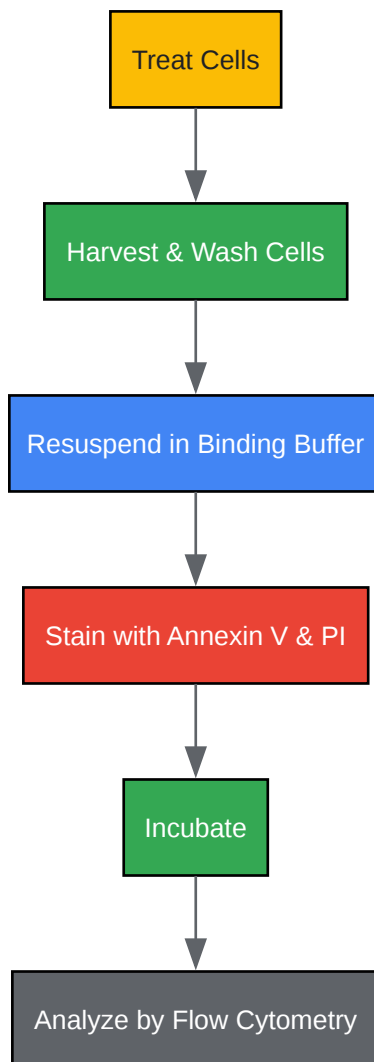 Treat Cells
Harvest & Wash Cells
Resuspend in Binding Buffer
Stain with Annexin V & PI
Incubate
Analyze by Flow Cytometry